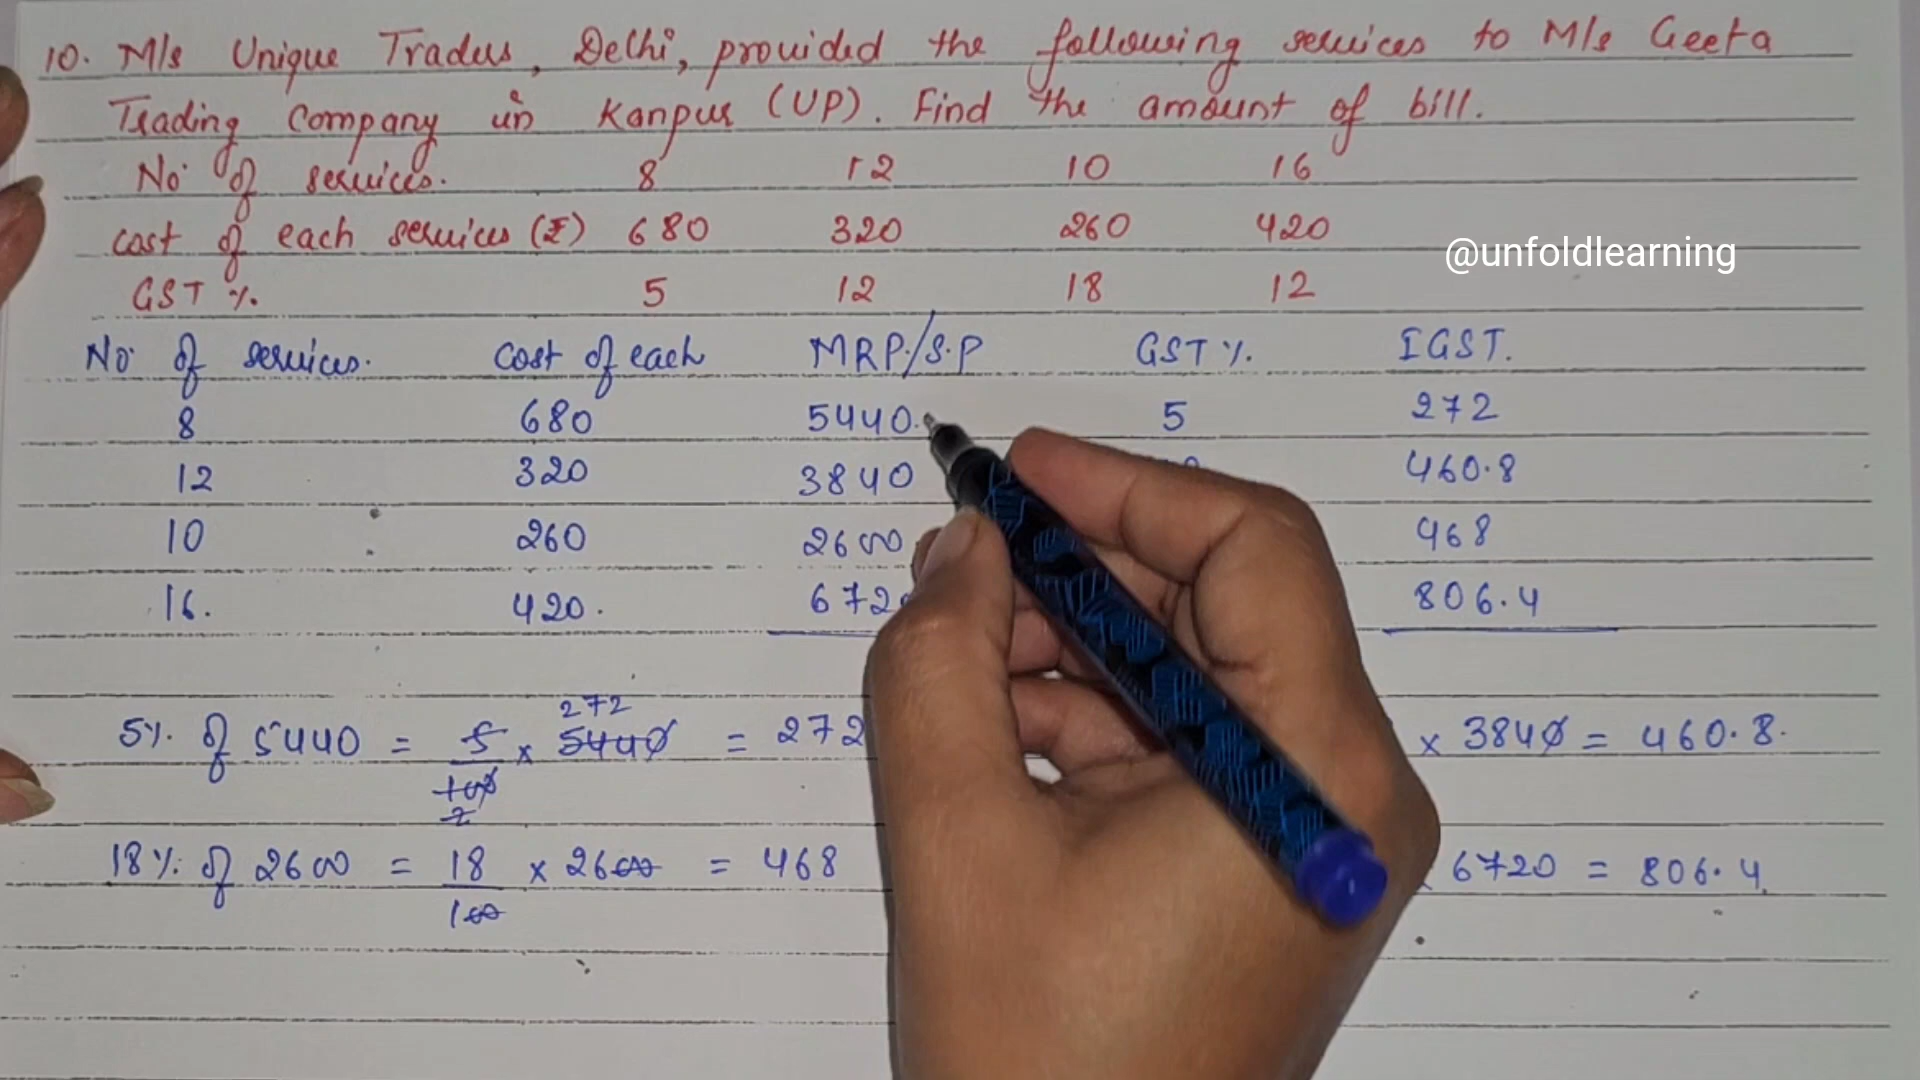 10. M/s Unique Traders, Delhi, provided the following services to M/s Geeta
Trading Company in Kanpur (UP). Find the amount of bill.
No. of services. 8 12 10 16
cost of each services (₹) 680 320 260 420
@unfoldlearning
GST %. 5 12 18 12
No. of services. Cost of each MRP./S.P GST %. IGST.
8 680 5440. 5 272
12 320 3840 460.8
10 260 2600 468
16. 420. 672 806.4
272
5%. of 5440 = 5 x 5440 = 272 x 3840 = 460.8.
100
2
18%. of 2600 = 18 x 2600 = 468 6720 = 806.4.
100